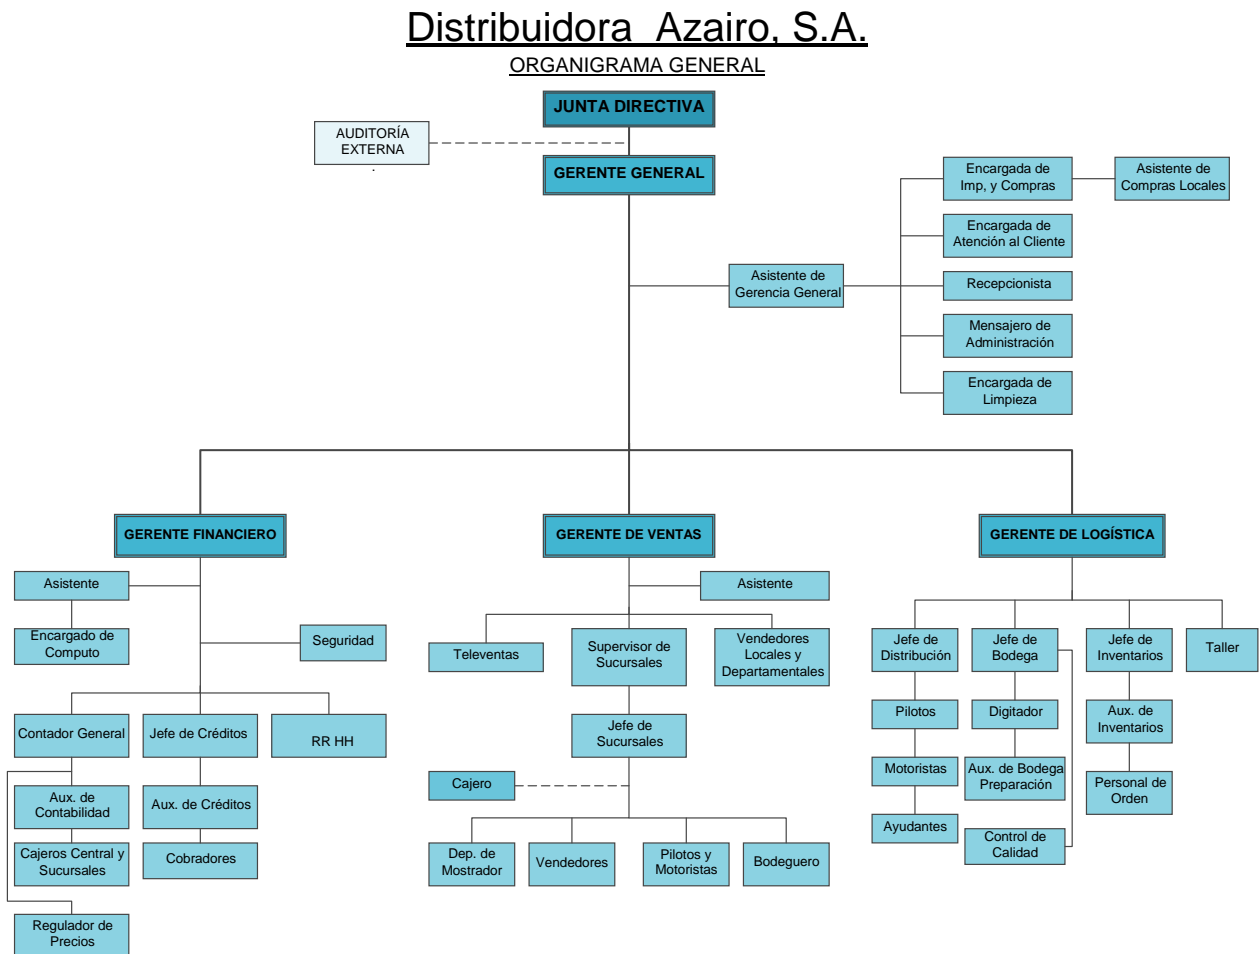 Distribuidora Azairo, S.A.
ORGANIGRAMA GENERAL
JUNTA DIRECTIVA
AUDITORÍA
EXTERNA
.
GERENTE GENERAL
Encargada de
Imp, y Compras
Asistente de
Compras Locales
Encargada de
Atención al Cliente
Asistente de
Gerencia General
Recepcionista
Mensajero de
Administración
Encargada de
Limpieza
GERENTE FINANCIERO
GERENTE DE VENTAS
GERENTE DE LOGÍSTICA
Asistente
Encargado de
Computo
Seguridad
Contador General
Jefe de Créditos
RR HH
Aux. de
Contabilidad
Aux. de Créditos
Cajeros Central y
Sucursales
Cobradores
Regulador de
Precios
Asistente
Televentas
Supervisor de
Sucursales
Vendedores
Locales y
Departamentales
Jefe de
Sucursales
Cajero
Dep. de
Mostrador
Vendedores
Pilotos y
Motoristas
Bodeguero
Jefe de
Distribución
Jefe de
Bodega
Jefe de
Inventarios
Taller
Pilotos
Digitador
Aux. de
Inventarios
Motoristas
Aux. de Bodega
Preparación
Personal de
Orden
Ayudantes
Control de
Calidad